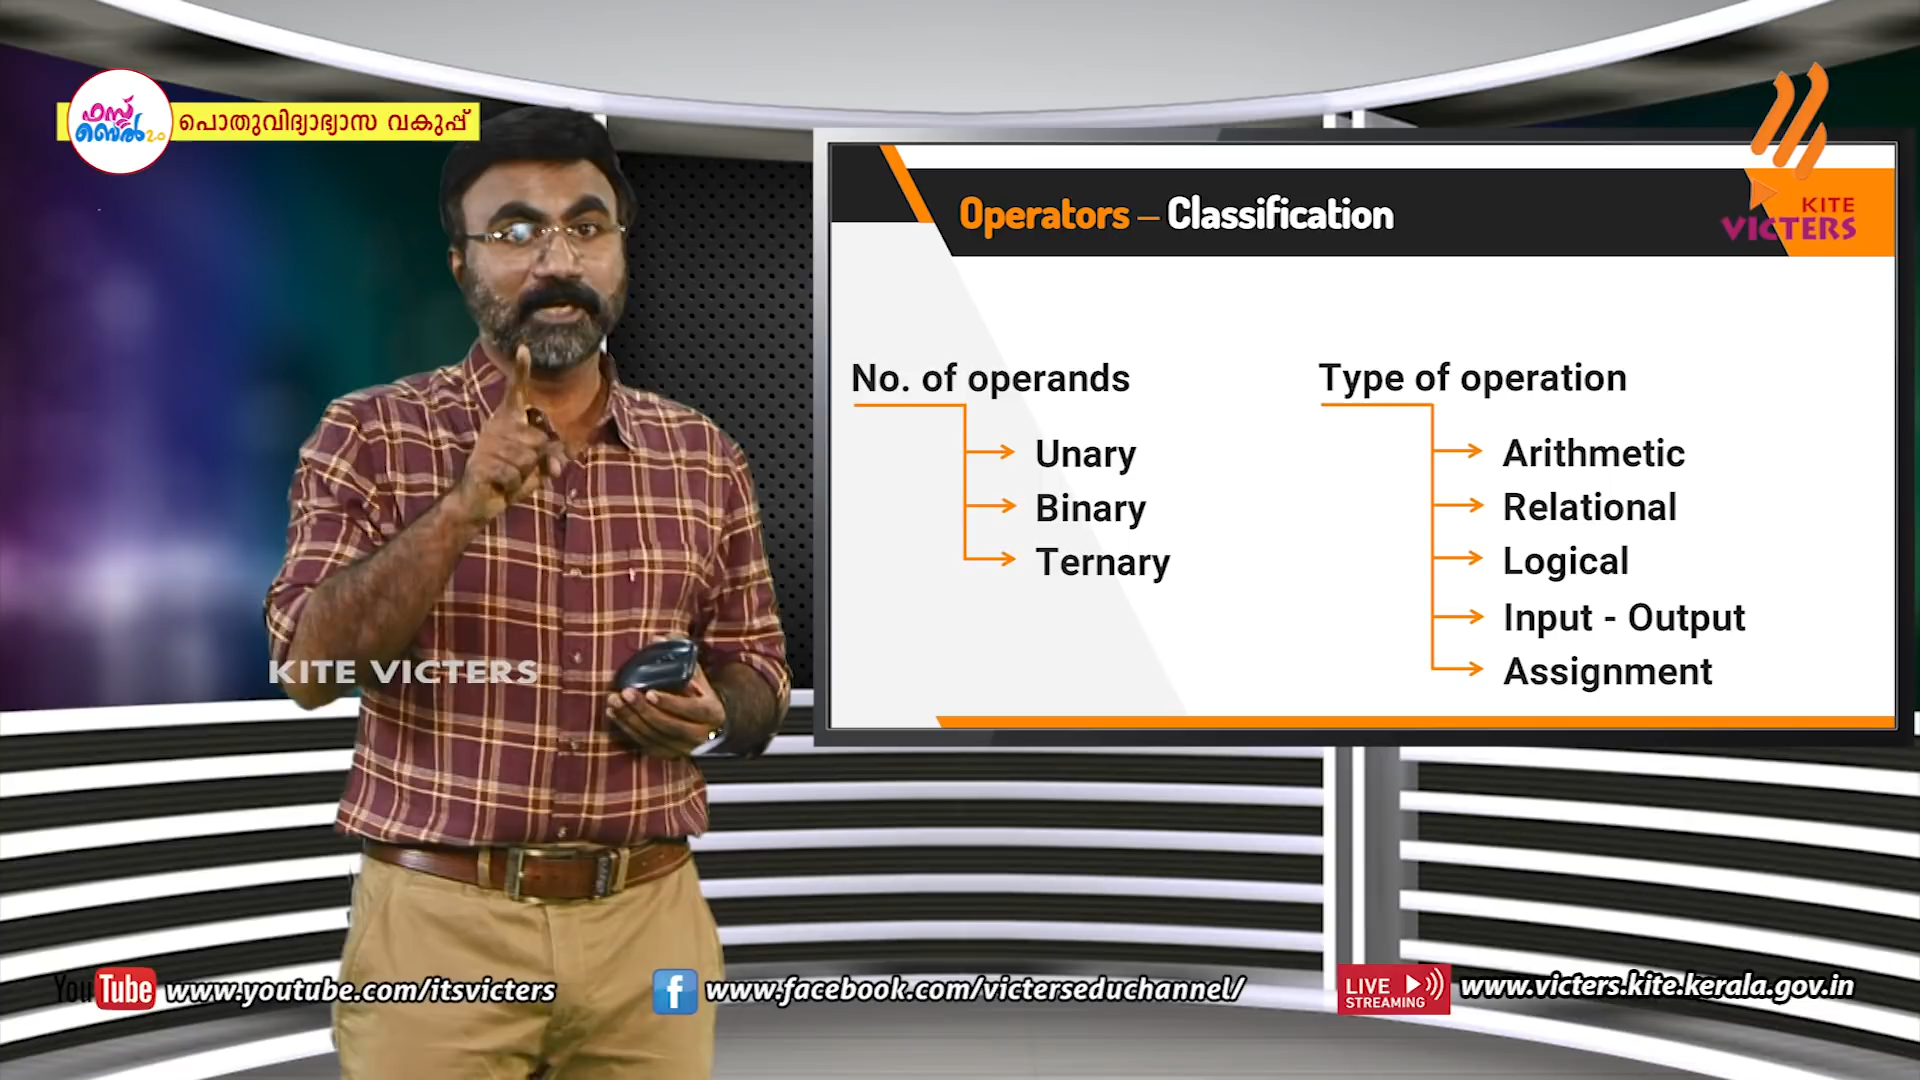 ഫസ്റ്റ്
ബെൽ 2.0
പൊതുവിദ്യാഭ്യാസ വകുപ്പ്
KITE
VICTERS
Operators – Classification
No. of operands
Unary
Binary
Ternary
Type of operation
Arithmetic
Relational
Logical
Input - Output
Assignment
KITE VICTERS
YouTube www.youtube.com/itsvicters
f www.facebook.com/victerseduchannel/
LIVE
STREAMING
www.victers.kite.kerala.gov.in